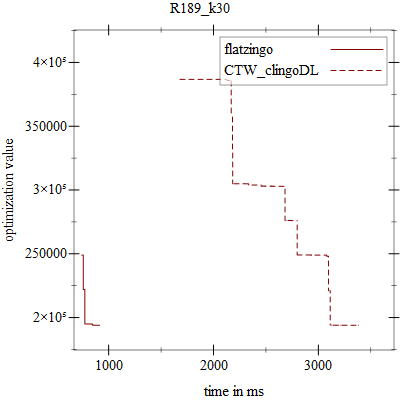 R189_k30
flatzingo
CTW_clingoDL
4×10⁵
350000
3×10⁵
250000
2×10⁵
optimization value
1000
2000
3000
time in ms